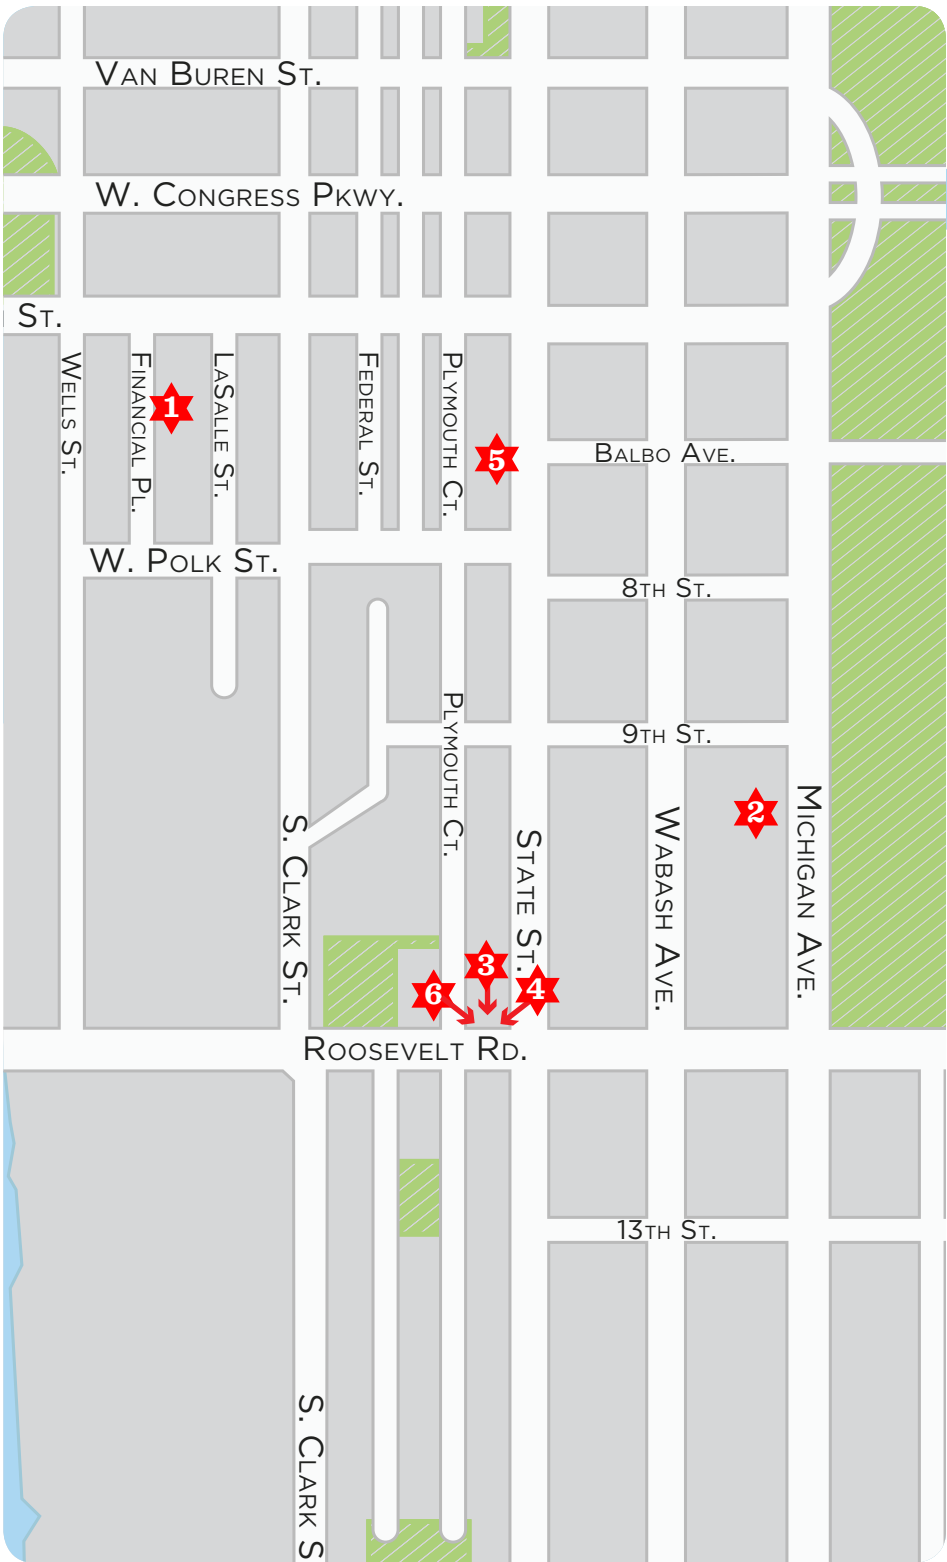 Van Buren St.
W. Congress Pkwy.
St.
Wells St.
Financial Pl.
1
LaSalle St.
Federal St.
Plymouth Ct.
5
Balbo Ave.
W. Polk St.
8th St.
Plymouth Ct.
9th St.
2
S. Clark St.
State St.
Wabash Ave.
Michigan Ave.
3
6
4
Roosevelt Rd.
13th St.
S. Clark S